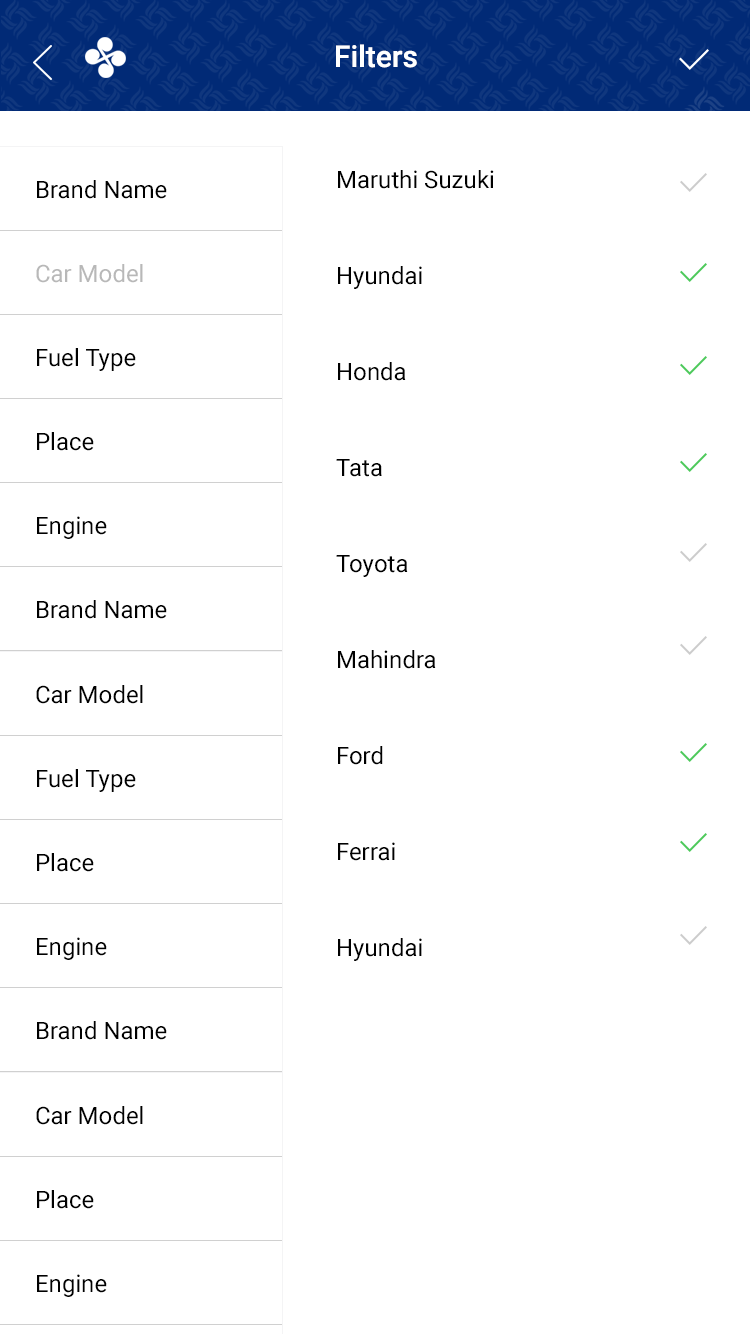 Filters
Brand Name
Car Model
Fuel Type
Place
Engine
Brand Name
Car Model
Fuel Type
Place
Engine
Brand Name
Car Model
Place
Engine
Maruthi Suzuki
Hyundai
Honda
Tata
Toyota
Mahindra
Ford
Ferrai
Hyundai